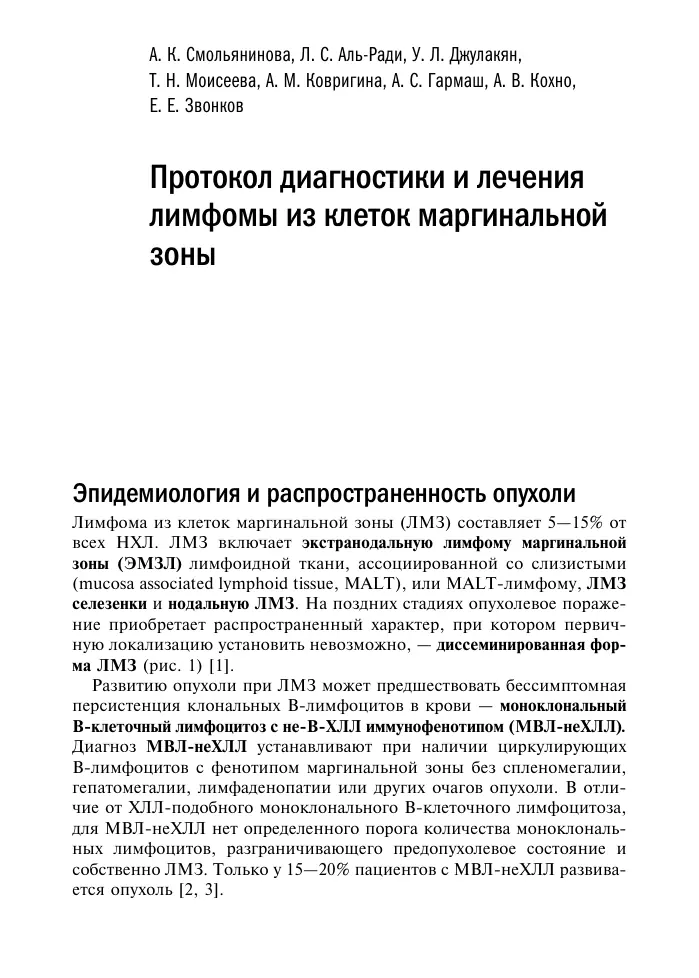 А. К. Смольянинова, Л. С. Аль-Ради, У. Л. Джулакян,
Т. Н. Моисеева, А. М. Ковригина, А. С. Гармаш, А. В. Кохно,
Е. Е. Звонков
Протокол диагностики и лечения
лимфомы из клеток маргинальной
зоны
Эпидемиология и распространенность опухоли
Лимфома из клеток маргинальной зоны (ЛМЗ) составляет 5—15% от
всех НХЛ. ЛМЗ включает экстранодальную лимфому маргинальной
зоны (ЭМЗЛ) лимфоидной ткани, ассоциированной со слизистыми
(mucosa associated lymphoid tissue, MALT), или MALT-лимфому, ЛМЗ
селезенки и нодальную ЛМЗ. На поздних стадиях опухолевое пораже-
ние приобретает распространенный характер, при котором первич-
ную локализацию установить невозможно, — диссеминированная фор-
ма ЛМЗ (рис. 1) [1].
Развитию опухоли при ЛМЗ может предшествовать бессимптомная
персистенция клональных В-лимфоцитов в крови — моноклональный
В-клеточный лимфоцитоз с не-В-ХЛЛ иммунофенотипом (МВЛ-неХЛЛ).
Диагноз МВЛ-неХЛЛ устанавливают при наличии циркулирующих
В-лимфоцитов с фенотипом маргинальной зоны без спленомегалии,
гепатомегалии, лимфаденопатии или других очагов опухоли. В отли-
чие от ХЛЛ-подобного моноклонального В-клеточного лимфоцитоза,
для МВЛ-неХЛЛ нет определенного порога количества моноклональ-
ных лимфоцитов, разграничивающего предопухолевое состояние и
собственно ЛМЗ. Только у 15—20% пациентов с МВЛ-неХЛЛ развива-
ется опухоль [2, 3].